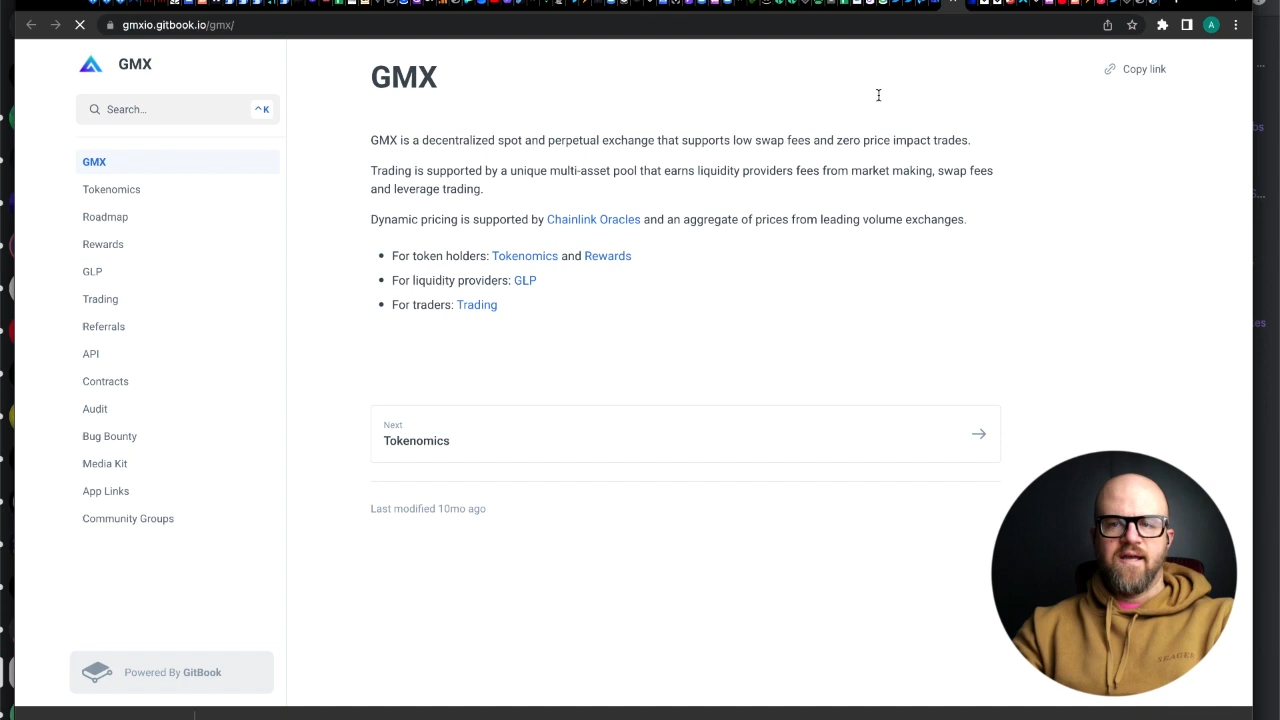 gmxio.gitbook.io/gmx/
A
GMX
Search...
^K
GMX
Tokenomics
Roadmap
Rewards
GLP
Trading
Referrals
API
Contracts
Audit
Bug Bounty
Media Kit
App Links
Community Groups
Powered By GitBook
GMX
Copy link
GMX is a decentralized spot and perpetual exchange that supports low swap fees and zero price impact trades.
Trading is supported by a unique multi-asset pool that earns liquidity providers fees from market making, swap fees
and leverage trading.
Dynamic pricing is supported by Chainlink Oracles and an aggregate of prices from leading volume exchanges.
• For token holders: Tokenomics and Rewards
• For liquidity providers: GLP
• For traders: Trading
Next
Tokenomics
Last modified 10mo ago